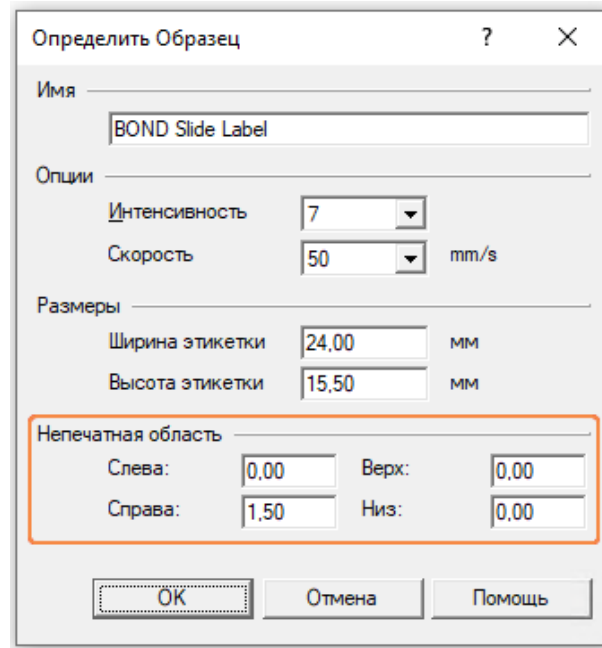 Определить Образец ? ×
Имя
BOND Slide Label
Опции
Интенсивность 7
Скорость 50 mm/s
Размеры
Ширина этикетки 24,00 мм
Высота этикетки 15,50 мм
Непечатная область
Слева: 0,00 Верх: 0,00
Справа: 1,50 Низ: 0,00
OK Отмена Помощь